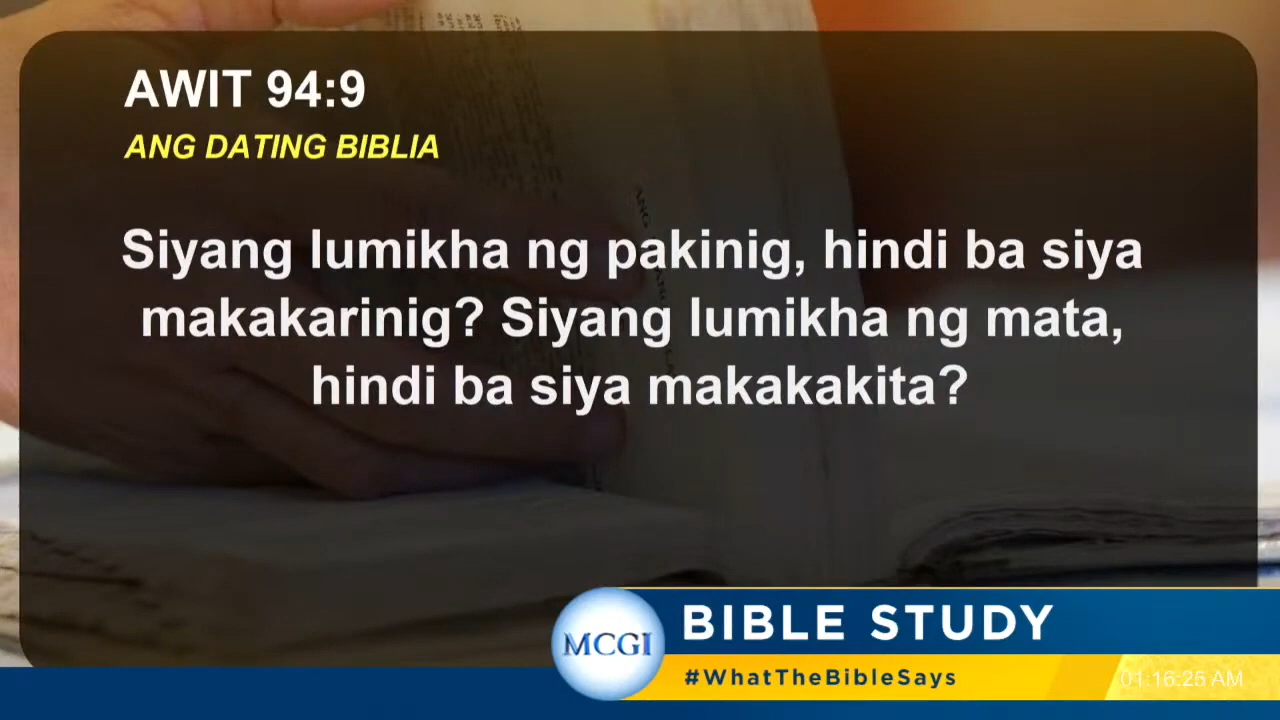 AWIT 94:9
ANG DATING BIBLIA
Siyang lumikha ng pakinig, hindi ba siya
makakarinig? Siyang lumikha ng mata,
hindi ba siya makakakita?
MCGI
BIBLE STUDY
#WhatTheBibleSays
01:16:25 AM